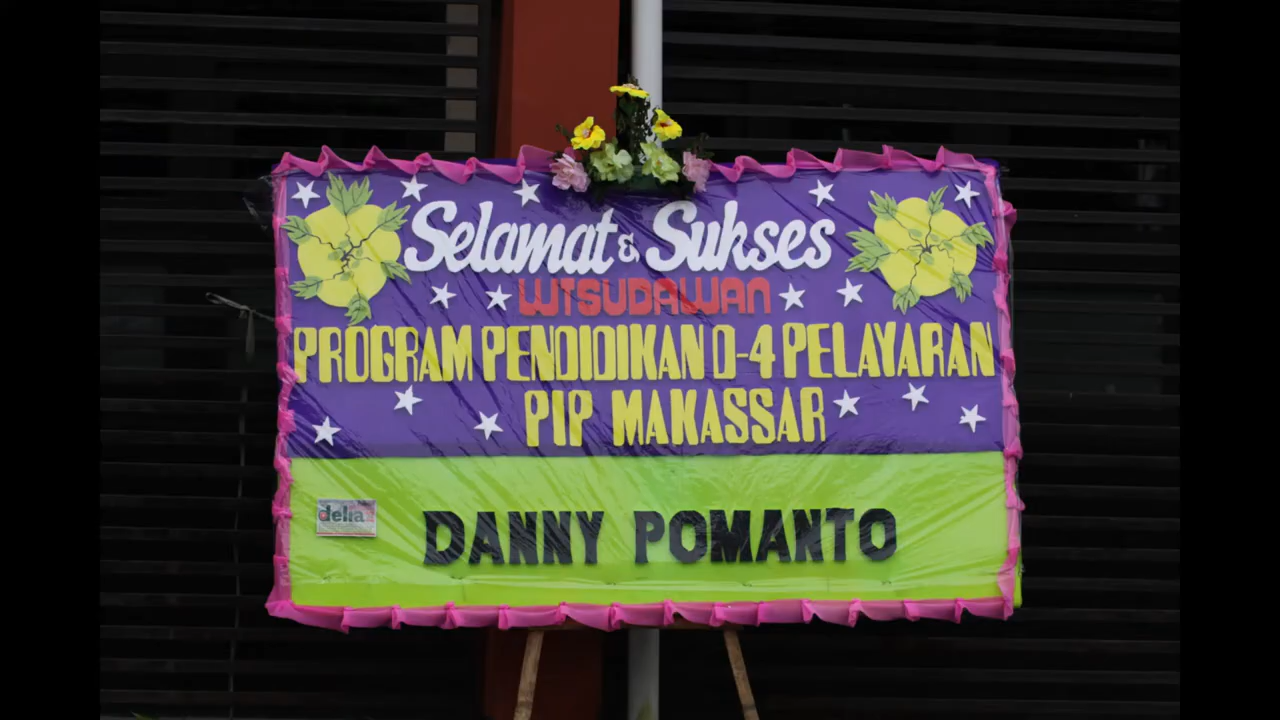 Selamat & Sukses
WISUDAWAN
PROGRAM PENDIDIKAN D-4 PELAYARAN
PIP MAKASSAR
delia
DANNY POMANTO